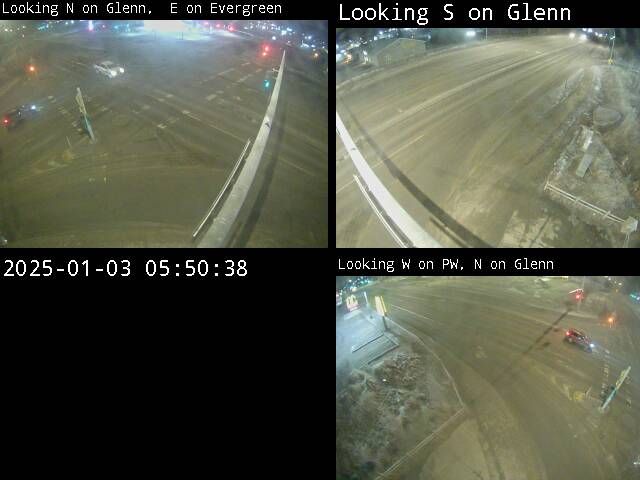 Looking N on Glenn,  E on Evergreen
Looking S on Glenn
2025-01-03 05:50:38
Looking W on PW, N on Glenn